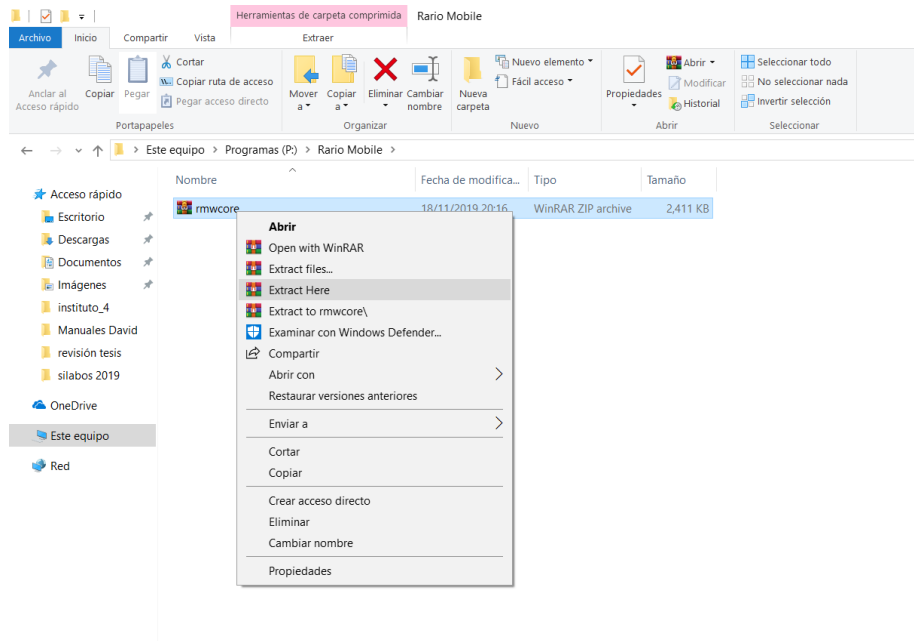 Herramientas de carpeta comprimida Rario Mobile
Archivo Inicio Compartir Vista Extraer
Anclar al
Acceso rápido
Copiar
Pegar
Cortar
Copiar ruta de acceso
Pegar acceso directo
Portapapeles
Mover
a
Copiar
a
Eliminar
Cambiar
nombre
Organizar
Nueva
carpeta
Nuevo elemento
Fácil acceso
Nuevo
Propiedades
Abrir
Modificar
Historial
Abrir
Seleccionar todo
No seleccionar nada
Invertir selección
Seleccionar
Este equipo > Programas (P:) > Rario Mobile >
Nombre Fecha de modifica... Tipo Tamaño
rmwcore 18/11/2019 20:16 WinRAR ZIP archive 2,411 KB
Acceso rápido
Escritorio
Descargas
Documentos
Imágenes
instituto_4
Manuales David
revisión tesis
silabos 2019
OneDrive
Este equipo
Red
Abrir
Open with WinRAR
Extract files...
Extract Here
Extract to rmwcore\
Examinar con Windows Defender...
Compartir
Abrir con
Restaurar versiones anteriores
Enviar a
Cortar
Copiar
Crear acceso directo
Eliminar
Cambiar nombre
Propiedades